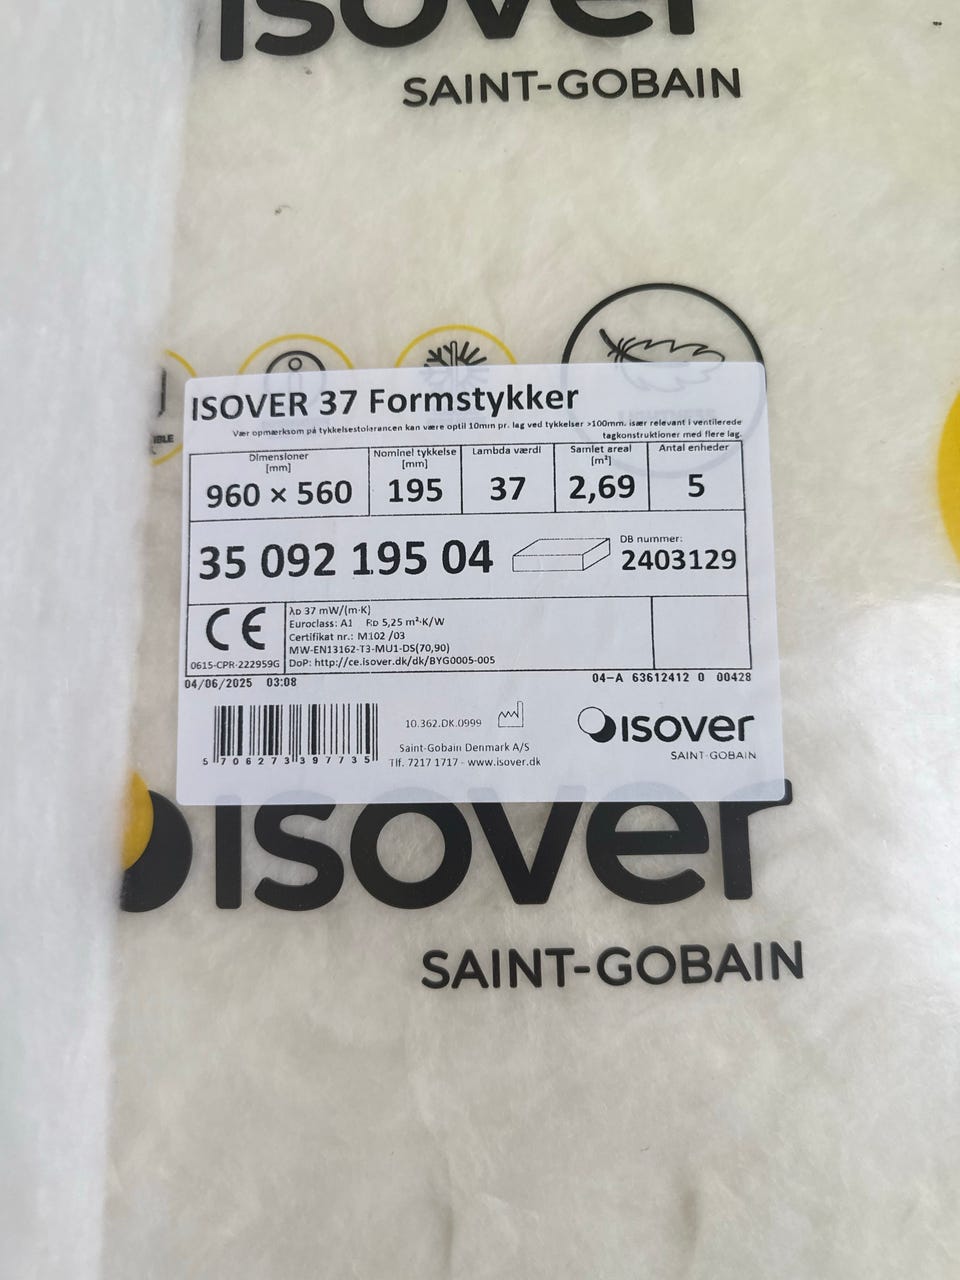 isover
SAINT-GOBAIN
IBLE
ISOVER 37 Formstykker
Vær opmærksom på tykkelsestolerancen kan være optil 10mm pr. lag ved tykkelser >100mm. især relevant i ventilerede
tagkonstruktioner med flere lag.
Dimensioner [mm] Nominel tykkelse [mm] Lambda værdi Samlet areal [m²] Antal enheder
960 × 560 195 37 2,69 5
35 092 195 04
DB nummer:
2403129
CE
0615-CPR-222959G
λD 37 mW/(m·K)
Euroclass: A1 RD 5,25 m²·K/W
Certifikat nr.: M102 /03
MW-EN13162-T3-MU1-DS(70,90)
DoP: http://ce.isover.dk/dk/BYG0005-005
04/06/2025 03:08
04-A 63612412 0 00428
5 706273 397735
10.362.DK.0999
Saint-Gobain Denmark A/S
Tlf. 7217 1717 - www.isover.dk
isover
SAINT-GOBAIN
isover
SAINT-GOBAIN